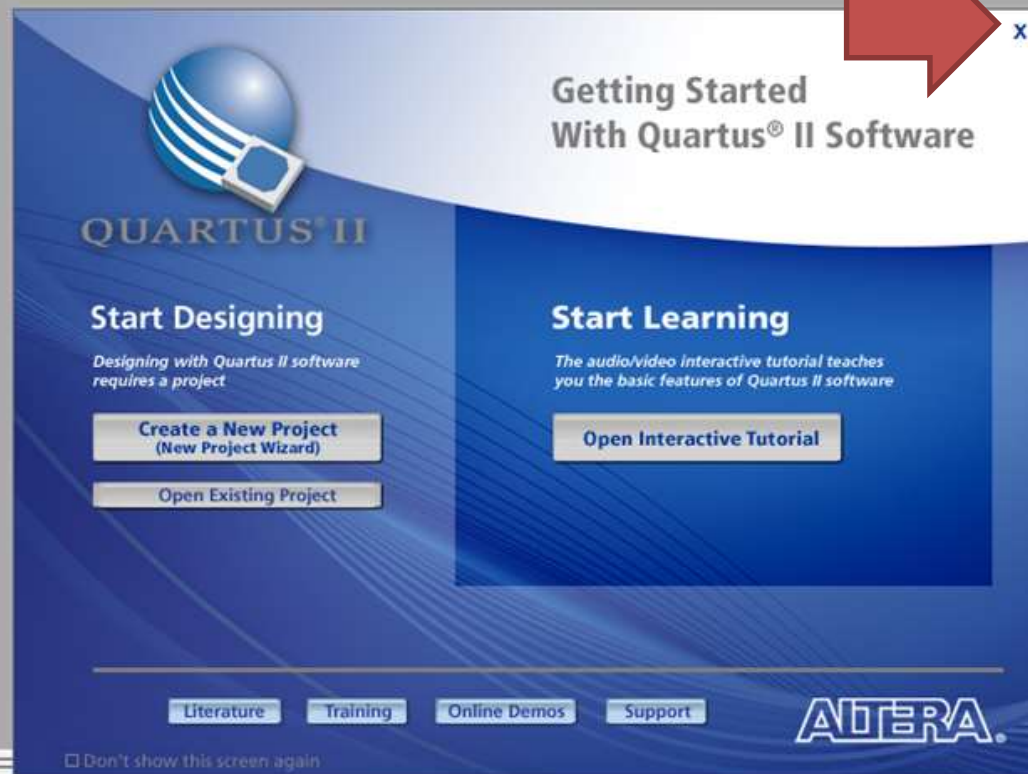 X
Getting Started
With Quartus® II Software
QUARTUS® II
Start Designing
Designing with Quartus II software
requires a project
Create a New Project
(New Project Wizard)
Open Existing Project
Start Learning
The audio/video interactive tutorial teaches
you the basic features of Quartus II software
Open Interactive Tutorial
Literature
Training
Online Demos
Support
ALTERA®
Don't show this screen again